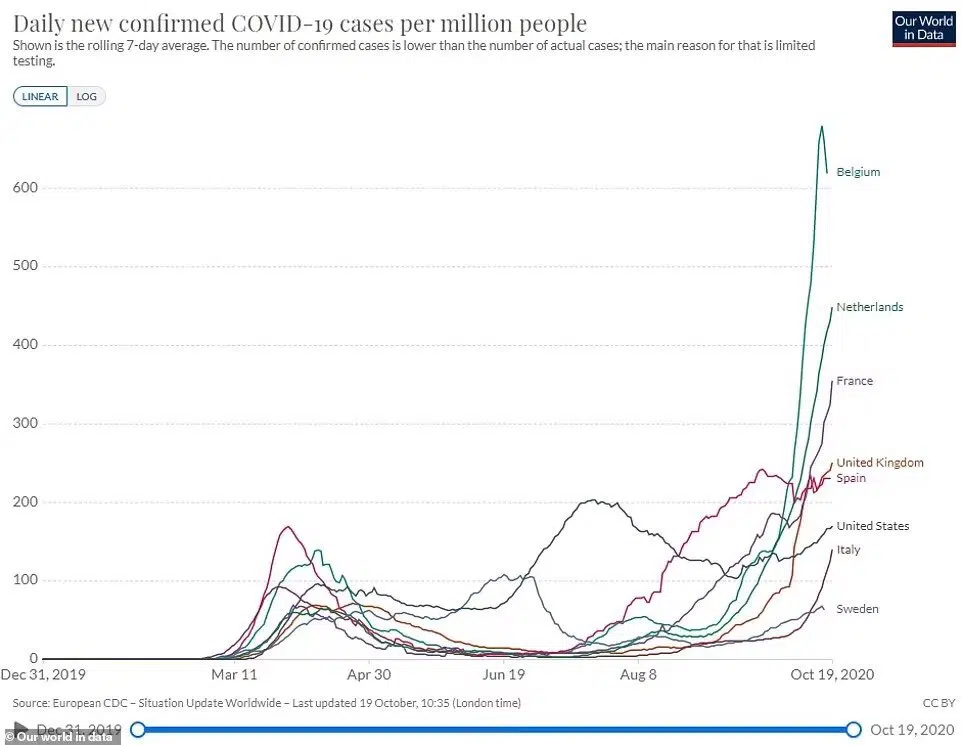 Daily new confirmed COVID-19 cases per million people
Shown is the rolling 7-day average. The number of confirmed cases is lower than the number of actual cases; the main reason for that is limited
testing.
Our World
in Data
LINEAR LOG
600
500
400
300
200
100
0
Belgium
Netherlands
France
United Kingdom
Spain
United States
Italy
Sweden
Dec 31, 2019 Mar 11 Apr 30 Jun 19 Aug 8 Oct 19, 2020
Source: European CDC – Situation Update Worldwide – Last updated 19 October, 10:35 (London time) CC BY
Dec 31, 2019 Oct 19, 2020
© Our world in data